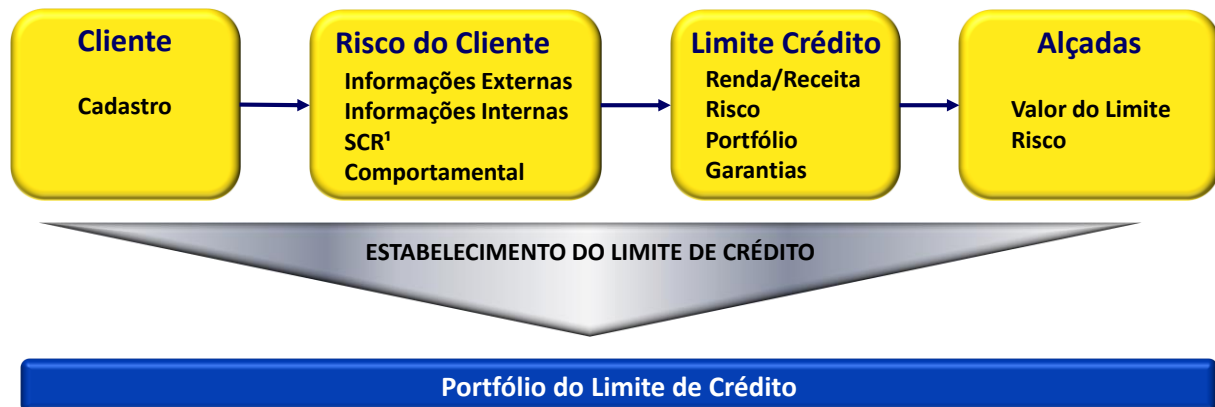 Cliente
Cadastro
Risco do Cliente
Informações Externas
Informações Internas
SCR¹
Comportamental
Limite Crédito
Renda/Receita
Risco
Portfólio
Garantias
Alçadas
Valor do Limite
Risco
ESTABELECIMENTO DO LIMITE DE CRÉDITO
Portfólio do Limite de Crédito